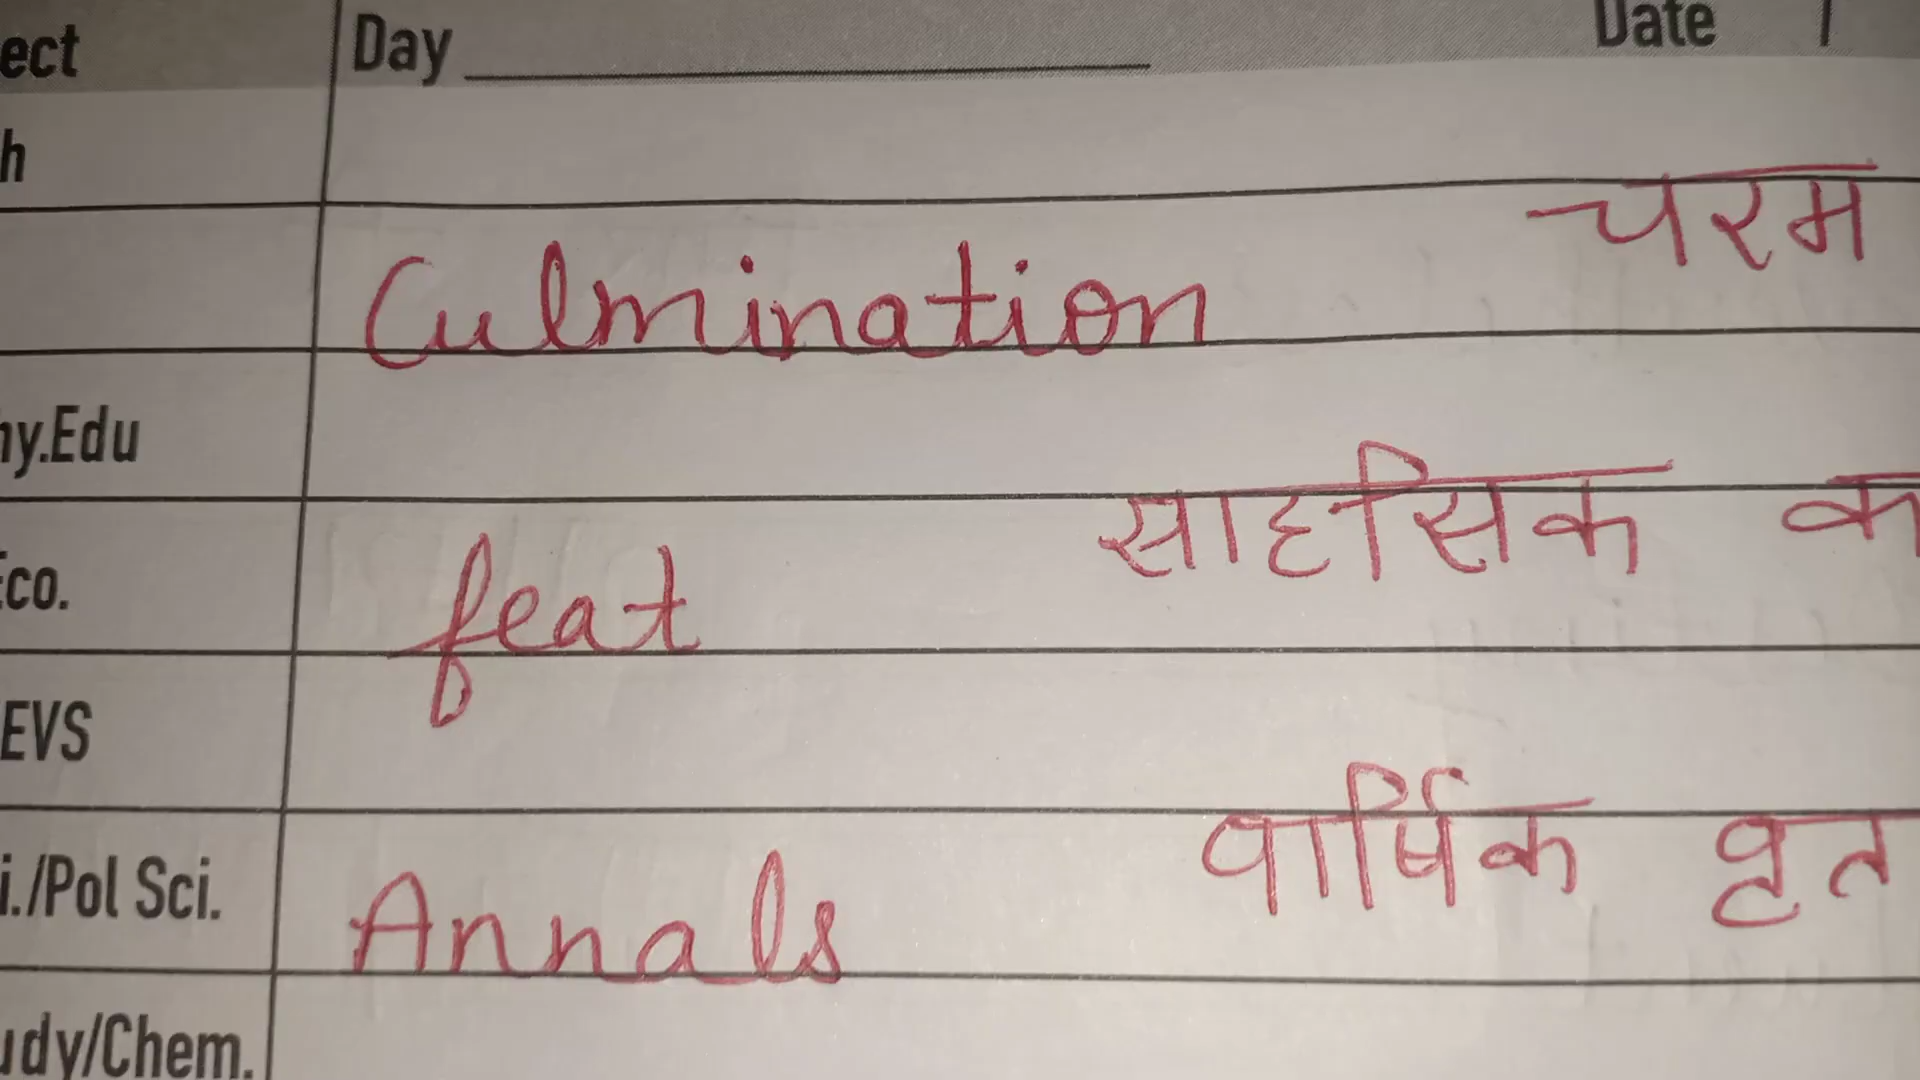 ect Day Date
h
चरम
Culmination
hy.Edu
साहसिक क
Eco.
feat
EVS
वार्षिक वृत
i./Pol Sci.
Annals
udy/Chem.